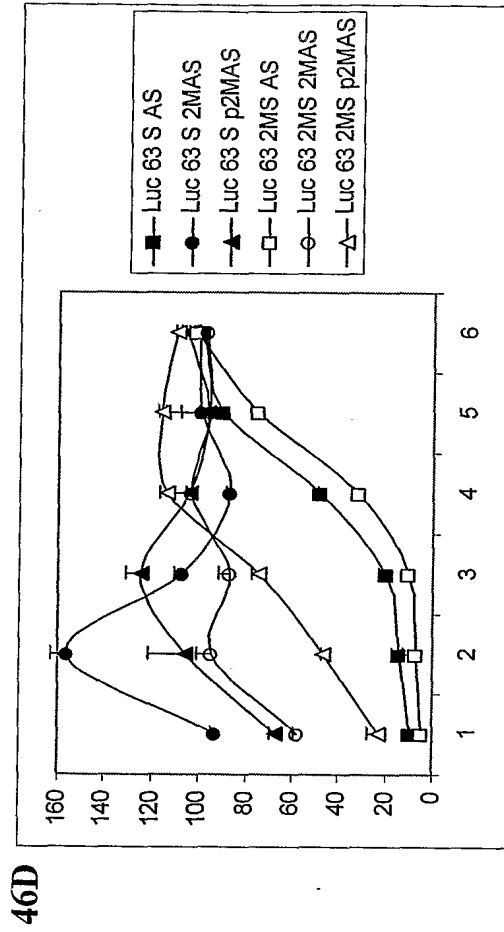 46D
160
140
120
100
80
60
40
20
0
1 2 3 4 5 6
Luc 63 S AS
Luc 63 S 2MAS
Luc 63 S p2MAS
Luc 63 2MS AS
Luc 63 2MS 2MAS
Luc 63 2MS p2MAS